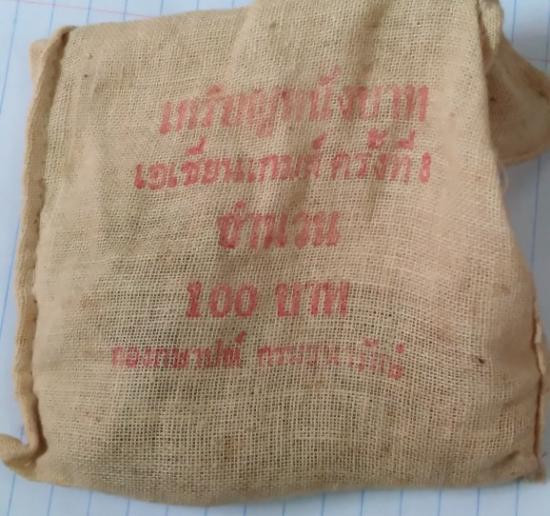 เหรียญหนึ่งบาท
เอเชี่ยนเกมส์ ครั้งที่ 8
จำนวน
100 บาท
กองกษาปณ์ กรมธนารักษ์